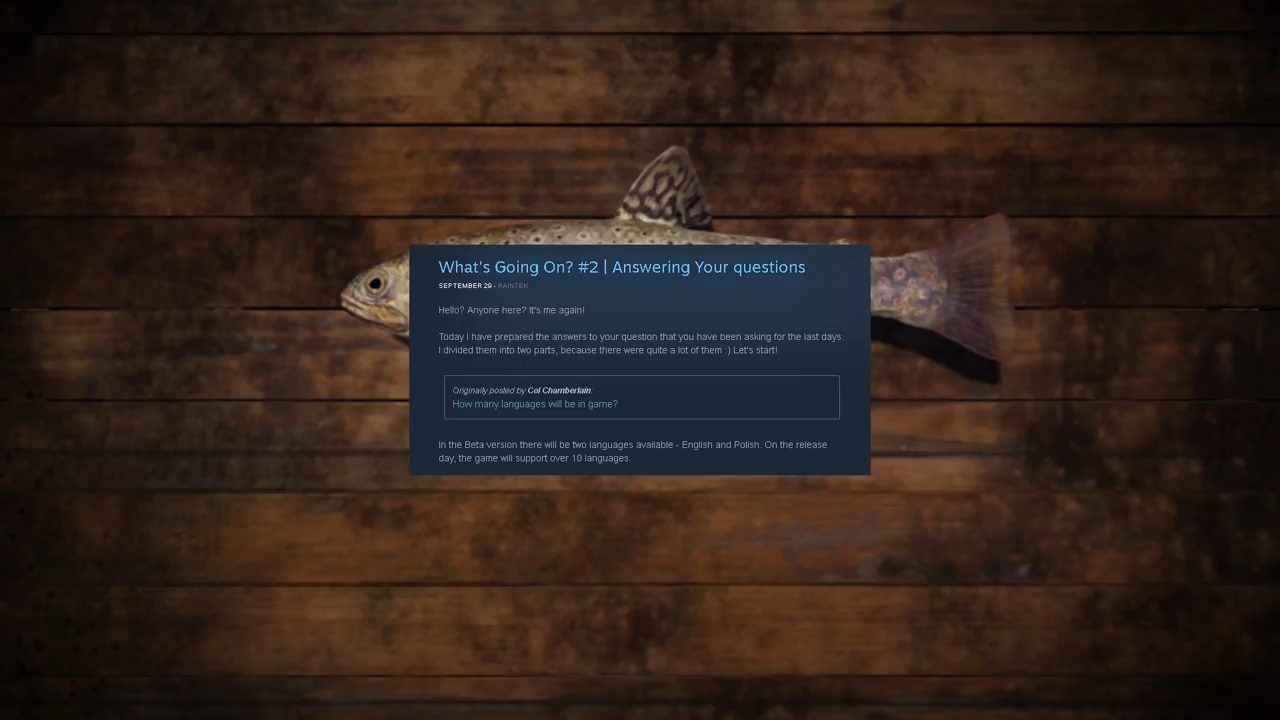 What's Going On? #2 | Answering Your questions
SEPTEMBER 29 - RAINTEK
Hello? Anyone here? It's me again!
Today I have prepared the answers to your question that you have been asking for the last days.
I divided them into two parts, because there were quite a lot of them :) Let's start!
Originally posted by Col Chamberlain:
How many languages will be in game?
In the Beta version there will be two languages available - English and Polish. On the release
day, the game will support over 10 languages.